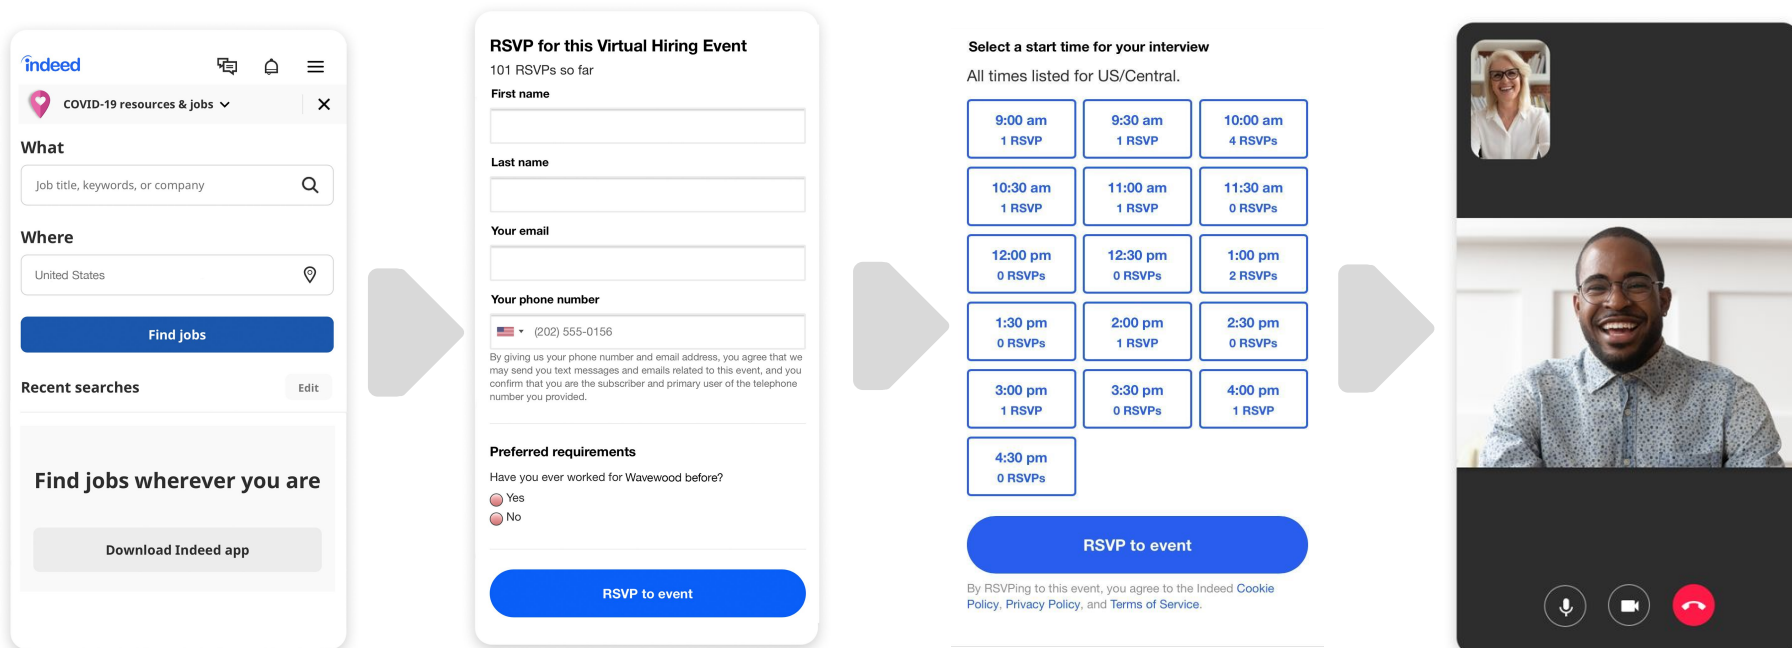 indeed
COVID-19 resources & jobs
What
Job title, keywords, or company
Where
United States
Find jobs
Recent searches
Edit
Find jobs wherever you are
Download Indeed app
RSVP for this Virtual Hiring Event
101 RSVPs so far
First name
Last name
Your email
Your phone number
(202) 555-0156
By giving us your phone number and email address, you agree that we
may send you text messages and emails related to this event, and you
confirm that you are the subscriber and primary user of the telephone
number you provided.
Preferred requirements
Have you ever worked for Wavewood before?
Yes
No
RSVP to event
Select a start time for your interview
All times listed for US/Central.
9:00 am 9:30 am 10:00 am
1 RSVP 1 RSVP 4 RSVPs
10:30 am 11:00 am 11:30 am
1 RSVP 1 RSVP 0 RSVPs
12:00 pm 12:30 pm 1:00 pm
0 RSVPs 0 RSVPs 2 RSVPs
1:30 pm 2:00 pm 2:30 pm
0 RSVPs 1 RSVP 0 RSVPs
3:00 pm 3:30 pm 4:00 pm
1 RSVP 0 RSVPs 1 RSVP
4:30 pm
0 RSVPs
RSVP to event
By RSVPing to this event, you agree to the Indeed Cookie
Policy, Privacy Policy, and Terms of Service.